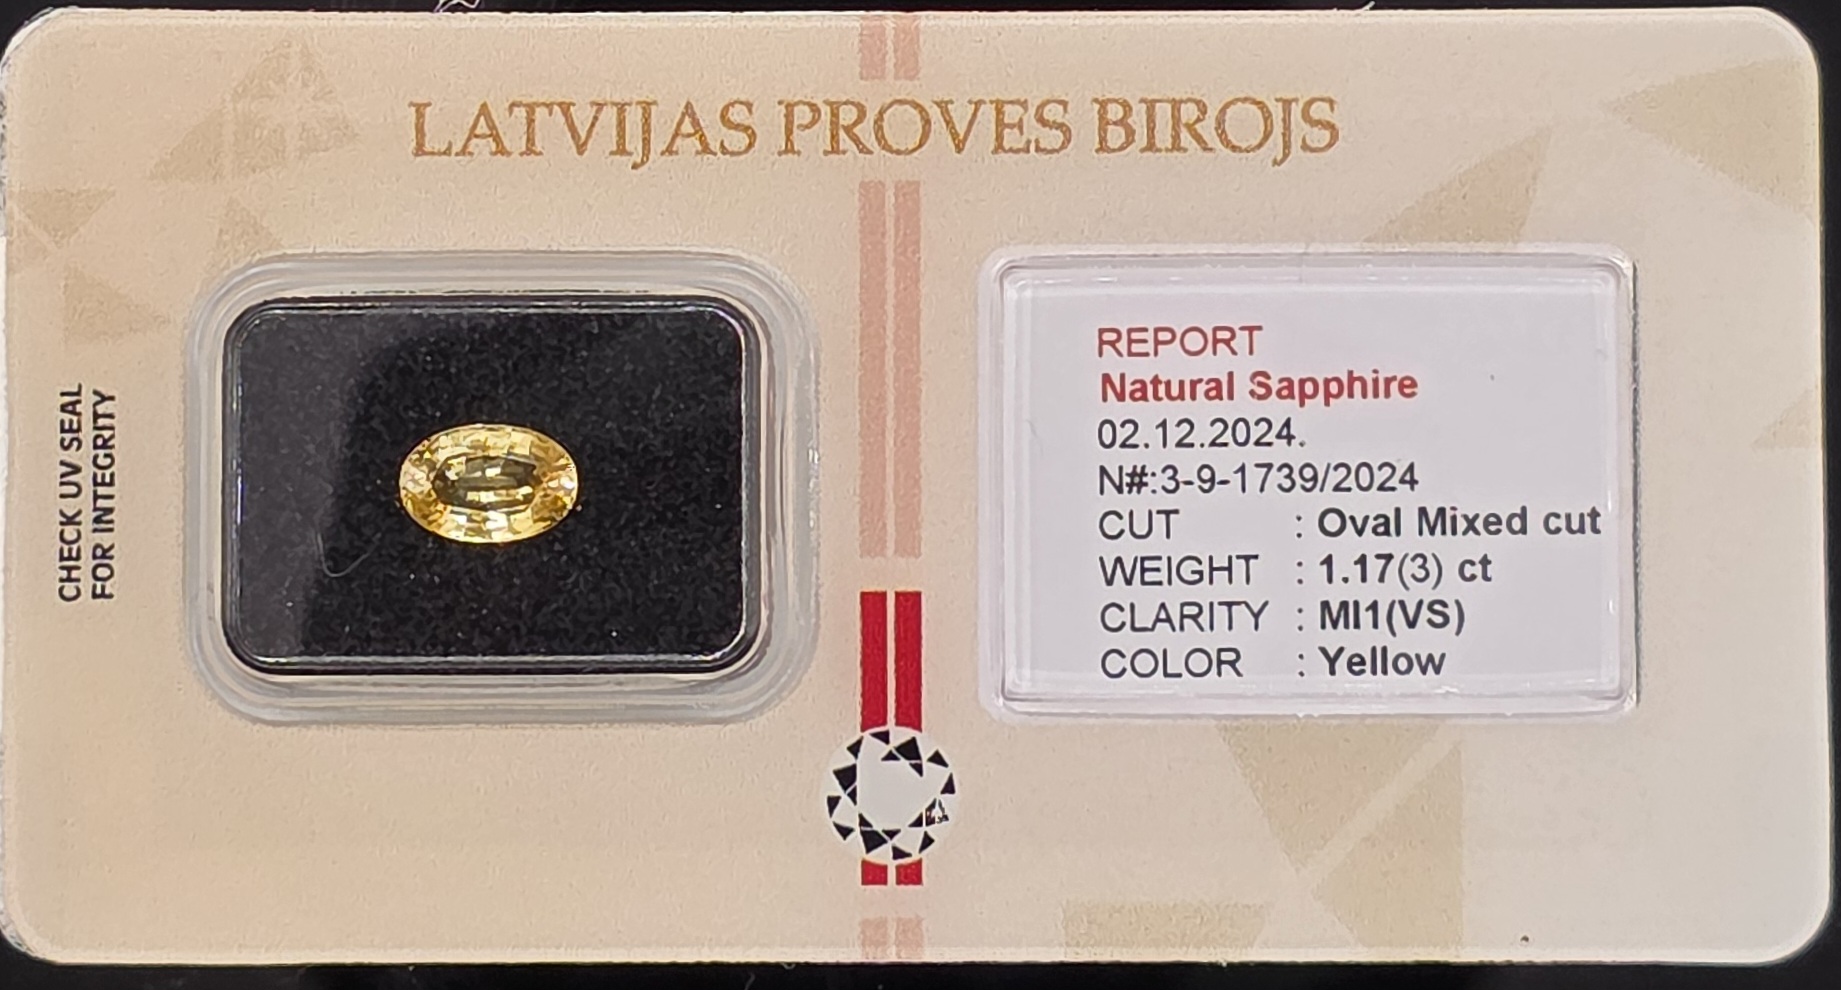 LATVIJAS PROVES BIROJS
CHECK UV SEAL
FOR INTEGRITY
REPORT
Natural Sapphire
02.12.2024.
N#:3-9-1739/2024
CUT : Oval Mixed cut
WEIGHT : 1.17(3) ct
CLARITY : MI1(VS)
COLOR : Yellow